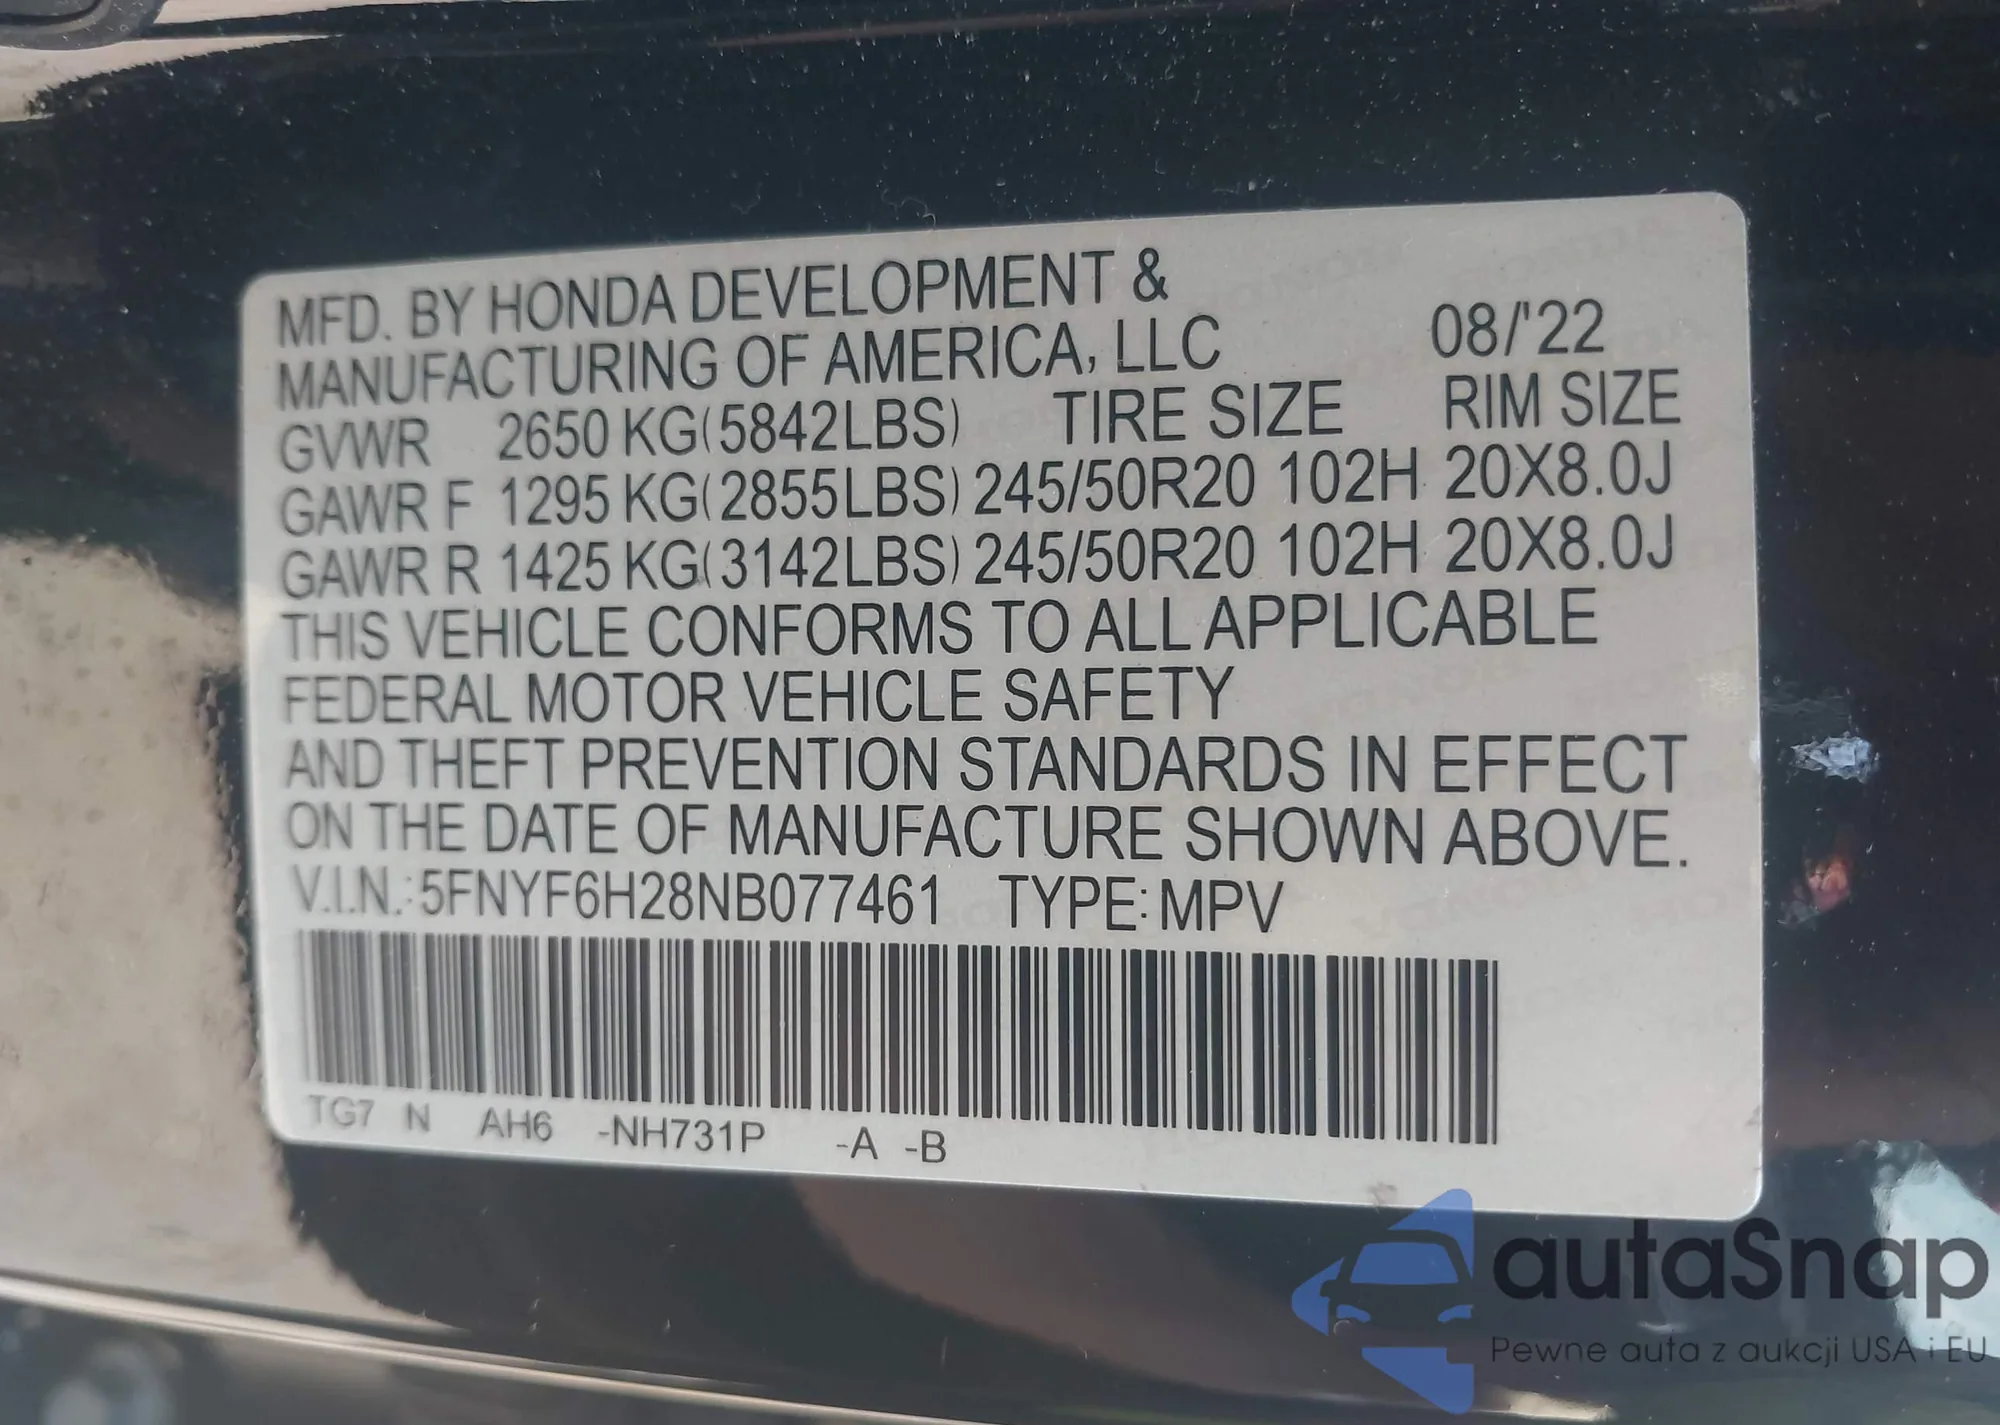 MFD. BY HONDA DEVELOPMENT &
MANUFACTURING OF AMERICA, LLC 08/'22
GVWR 2650 KG(5842LBS) TIRE SIZE RIM SIZE
GAWR F 1295 KG(2855LBS) 245/50R20 102H 20X8.0J
GAWR R 1425 KG(3142LBS) 245/50R20 102H 20X8.0J
THIS VEHICLE CONFORMS TO ALL APPLICABLE
FEDERAL MOTOR VEHICLE SAFETY
AND THEFT PREVENTION STANDARDS IN EFFECT
ON THE DATE OF MANUFACTURE SHOWN ABOVE.
V.I.N.:5FNYF6H28NB077461 TYPE:MPV
TG7 N AH6 -NH731P -A -B
autaSnap
Pewne auta z aukcji USA i EU